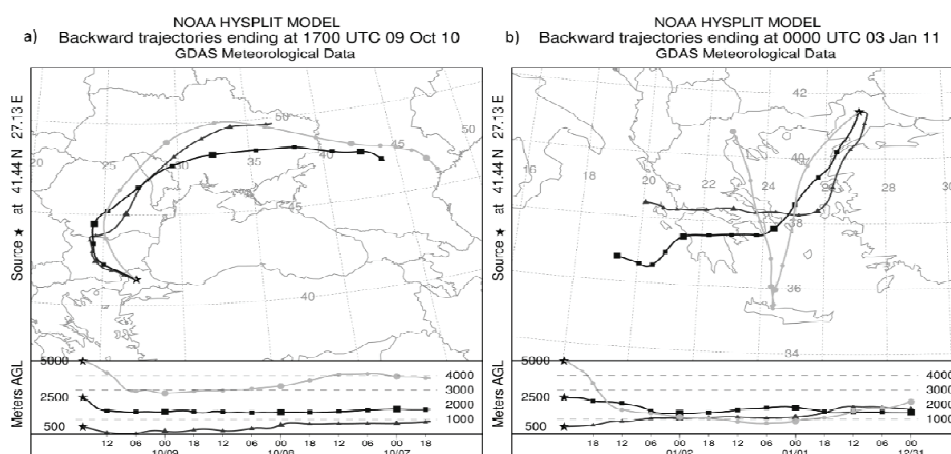 a)
NOAA HYSPLIT MODEL
Backward trajectories ending at 1700 UTC 09 Oct 10
GDAS Meteorological Data
Source ★ at 41.44 N 27.13 E
20
25
30
35
40
45
50
50
45
40
Meters AGL
5000
2500
500
4000
3000
2000
1000
12 06 00 18 12 06 00 18 12 06 00 18
10/09 10/08 10/07
b)
NOAA HYSPLIT MODEL
Backward trajectories ending at 0000 UTC 03 Jan 11
GDAS Meteorological Data
Source ★ at 41.44 N 27.13 E
42
16
18
20
22
24
26
28
30
40
38
36
34
Meters AGL
5000
2500
500
4000
3000
2000
1000
18 12 06 00 18 12 06 00 18 12 06 00
01/02 01/01 12/31